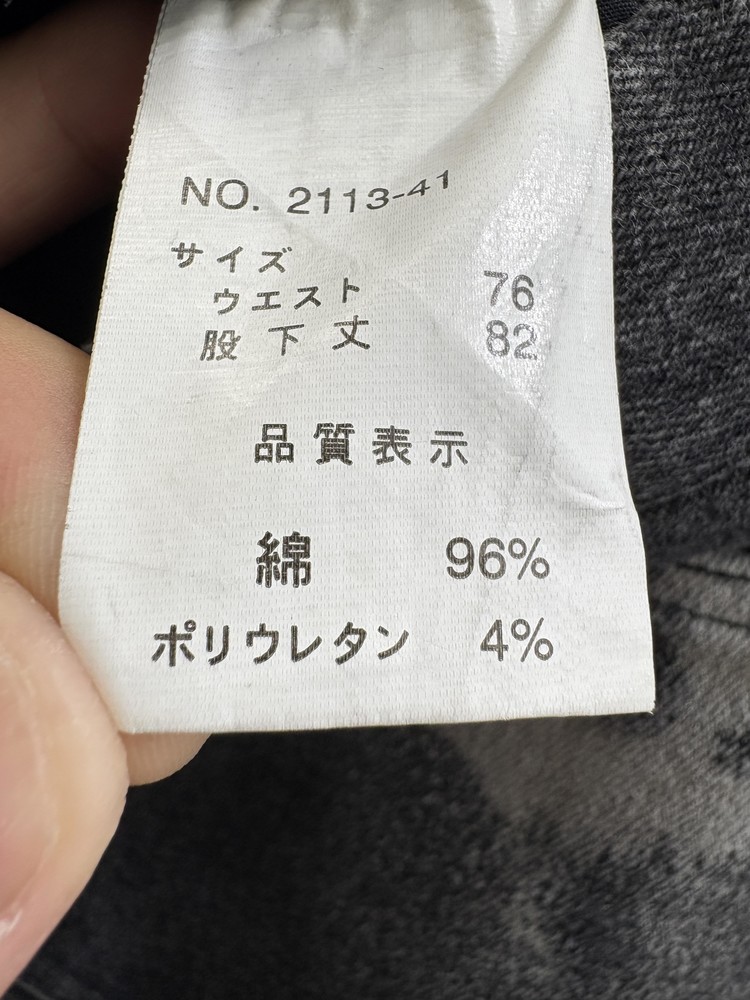 NO. 2113-41
サイズ
ウエスト 76
股下丈 82
品質表示
綿 96%
ポリウレタン 4%